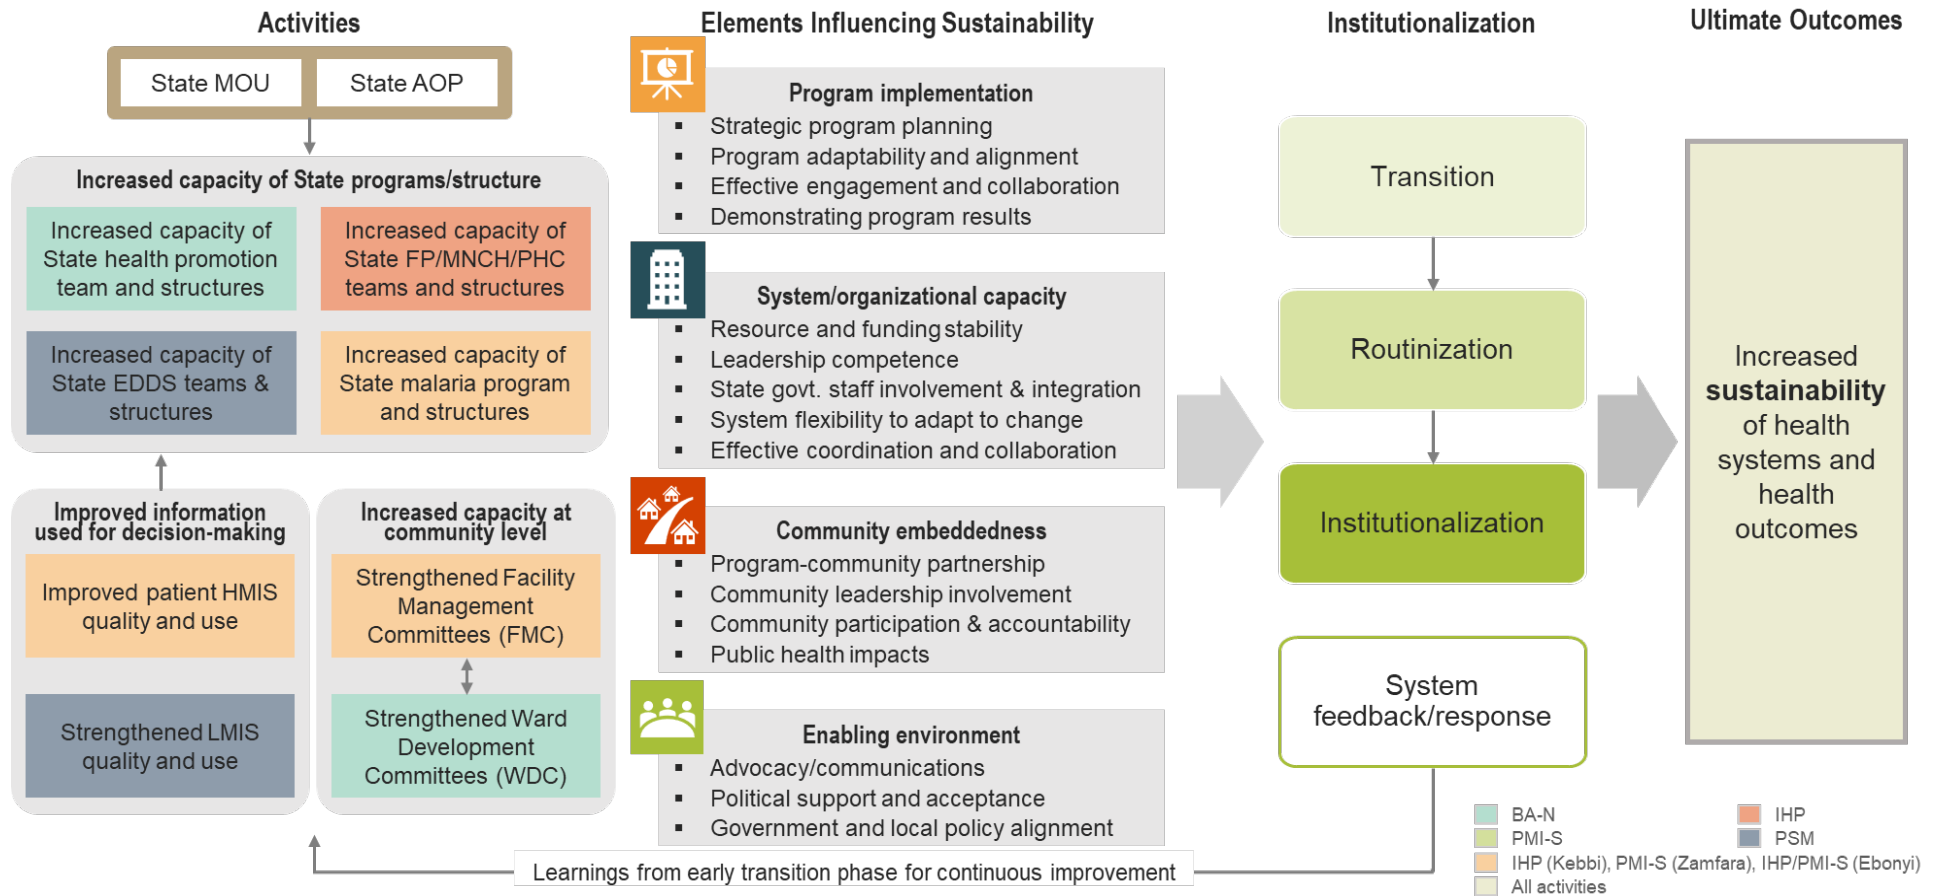 Activities
State MOU
State AOP
Increased capacity of State programs/structure
Increased capacity of
State health promotion
team and structures
Increased capacity of
State FP/MNCH/PHC
teams and structures
Increased capacity of
State EDDS teams &
structures
Increased capacity of
State malaria program
and structures
Improved information
used for decision-making
Improved patient HMIS
quality and use
Strengthened LMIS
quality and use
Increased capacity at
community level
Strengthened Facility
Management
Committees (FMC)
Strengthened Ward
Development
Committees (WDC)
Elements Influencing Sustainability
Program implementation
▪ Strategic program planning
▪ Program adaptability and alignment
▪ Effective engagement and collaboration
▪ Demonstrating program results
System/organizational capacity
▪ Resource and funding stability
▪ Leadership competence
▪ State govt. staff involvement & integration
▪ System flexibility to adapt to change
▪ Effective coordination and collaboration
Community embeddedness
▪ Program-community partnership
▪ Community leadership involvement
▪ Community participation & accountability
▪ Public health impacts
Enabling environment
▪ Advocacy/communications
▪ Political support and acceptance
▪ Government and local policy alignment
Institutionalization
Transition
Routinization
Institutionalization
System
feedback/response
Learnings from early transition phase for continuous improvement
Ultimate Outcomes
Increased
sustainability
of health
systems and
health
outcomes
BA-N
IHP
PMI-S
PSM
IHP (Kebbi), PMI-S (Zamfara), IHP/PMI-S (Ebonyi)
All activities